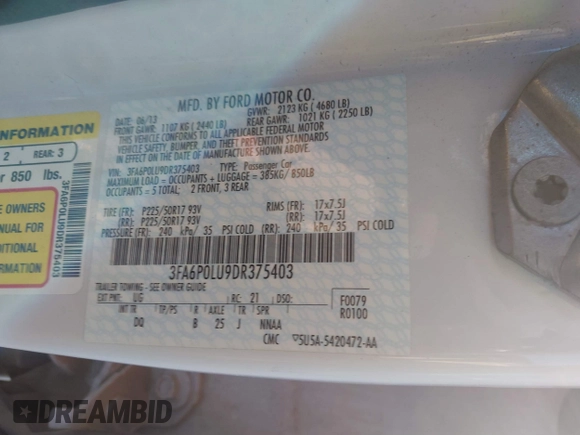 MFD. BY FORD MOTOR CO.
DATE: 06/13 GVWR: 2123 KG ( 4680 LB)
FRONT GAWR: 1107 KG ( 2440 LB) REAR GAWR: 1021 KG ( 2250 LB)
THIS VEHICLE CONFORMS TO ALL APPLICABLE FEDERAL MOTOR
VEHICLE SAFETY, BUMPER, AND THEFT PREVENTION STANDARDS
IN EFFECT ON THE DATE OF MANUFACTURE SHOWN ABOVE.
VIN: 3FA6P0LU9DR375403 TYPE: Passenger Car
MAXIMUM LOAD = OCCUPANTS + LUGGAGE = 385KG/ 850LB
OCCUPANTS = 5 TOTAL: 2 FRONT, 3 REAR
TIRE (FR): P225/50R17 93V RIMS (FR): 17x7.5J
(RR): P225/50R17 93V (RR): 17x7.5J
PRESSURE (FR): 240 kPa/ 35 PSI COLD (RR): 240 kPa/ 35 PSI COLD
3FA6P0LU9DR375403
TRAILER TOWING - SEE OWNER GUIDE
EXT PNT: UG RC: 21 DSO: F0079
INT TR TP/PS R AXLE TR SPR R0100
DQ B 25 J NNAA
CMC 5U5A-5420472-AA
INFORMATION
2 REAR: 3
850 lbs.
OWNERS
MANUAL FOR
INFORMATION
3FA6P0LU9DR375403
DREAMBID